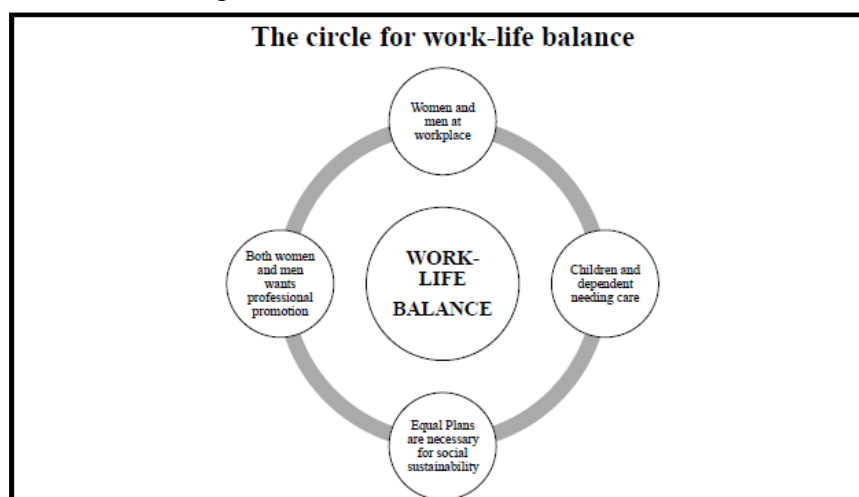 The circle for work-life balance
Women and
men at
workplace
Both women
and men
wants
professional
promotion
WORK-
LIFE
BALANCE
Children and
dependent
needing care
Equal Plans
are necessary
for social
sustainability